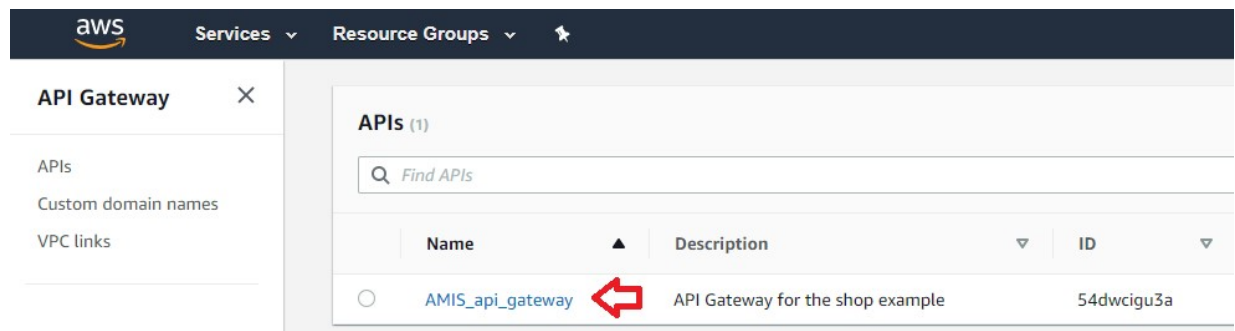 aws Services Resource Groups
API Gateway
APIs (1)
APIs
Find APIs
Custom domain names
VPC links
Name Description ID
AMIS_api_gateway API Gateway for the shop example 54dwcigu3a